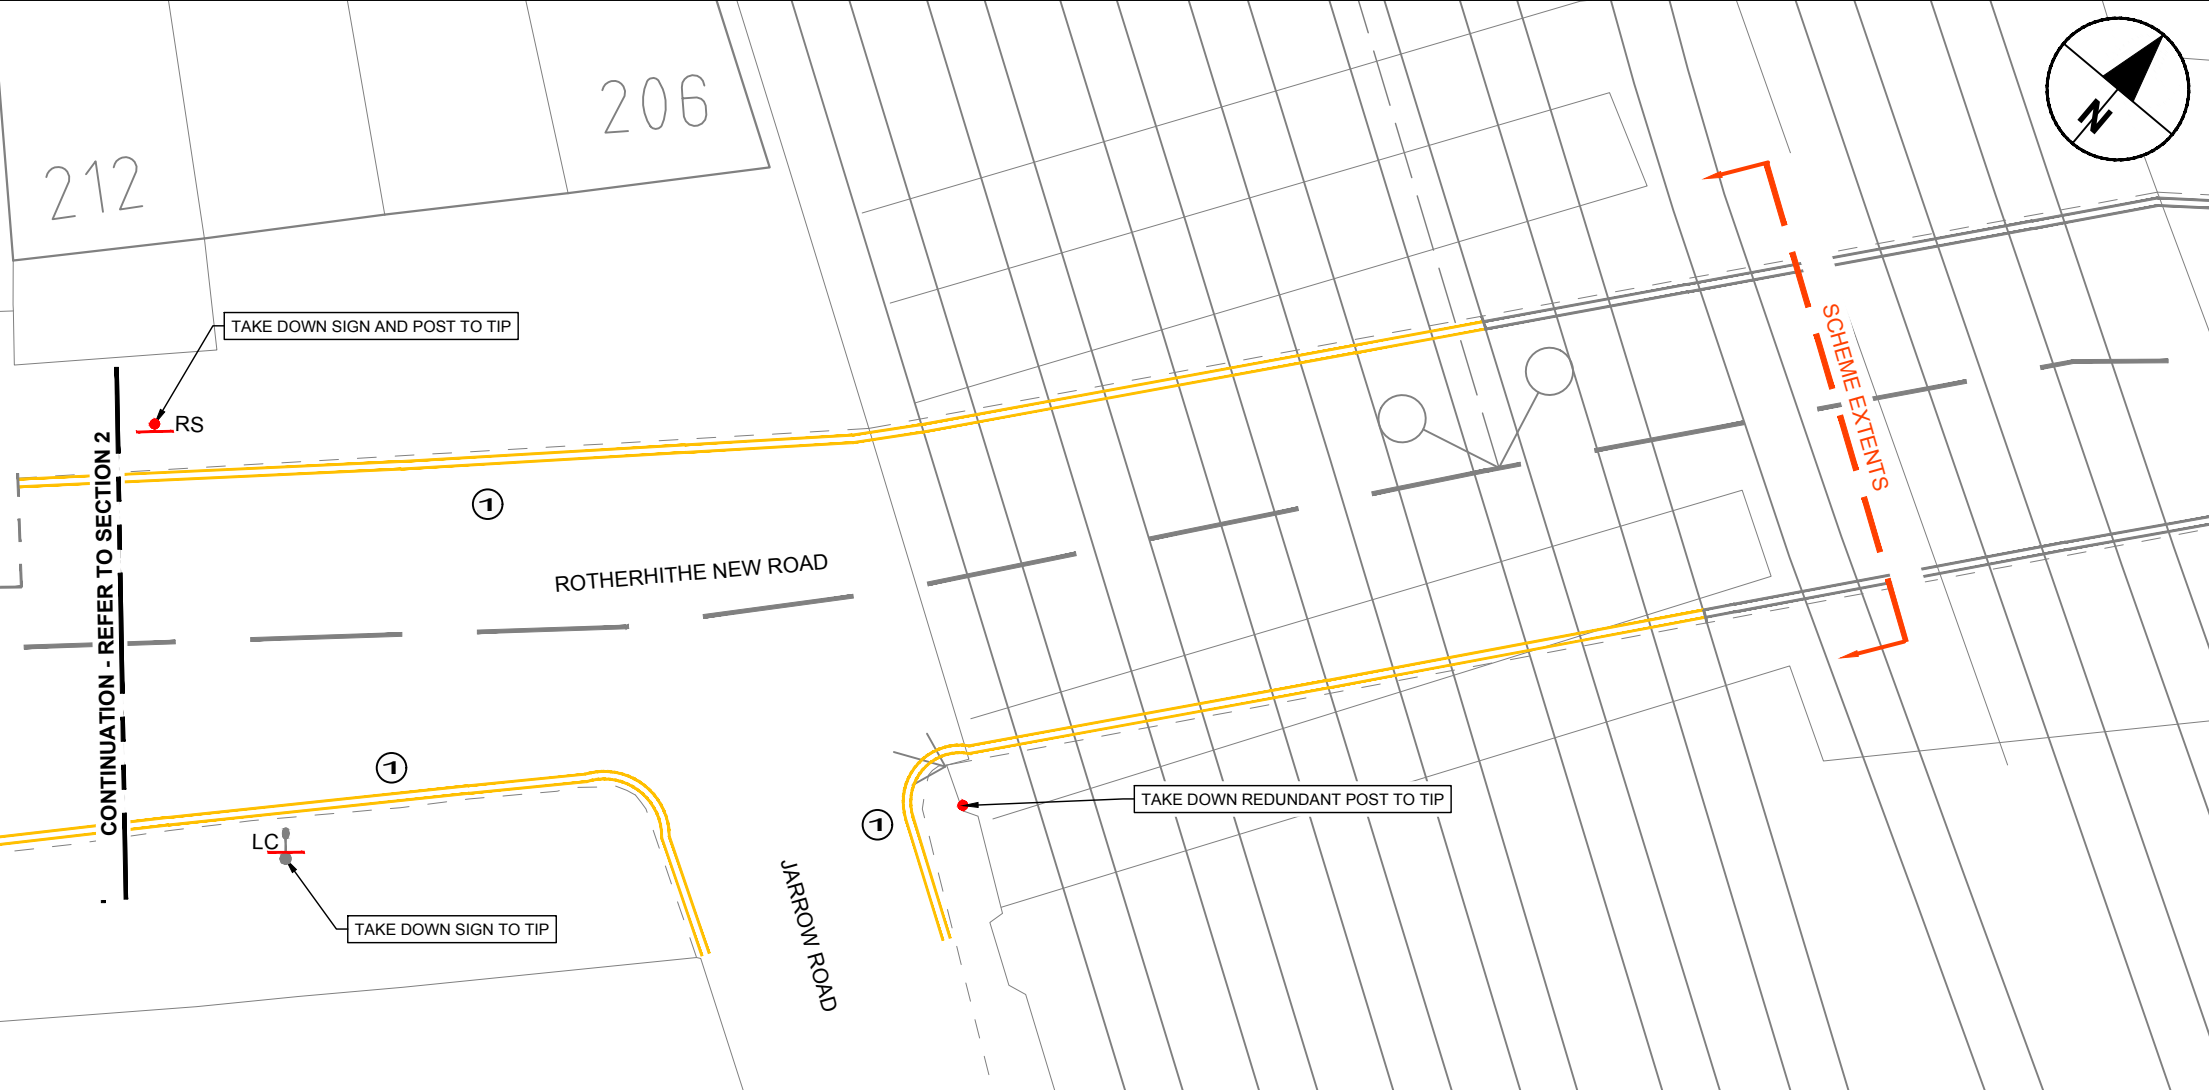 206
212
N
TAKE DOWN SIGN AND POST TO TIP
RS
SCHEME EXTENTS
CONTINUATION - REFER TO SECTION 2
1
ROTHERHITHE NEW ROAD
1
TAKE DOWN REDUNDANT POST TO TIP
1
LC
TAKE DOWN SIGN TO TIP
JARROW ROAD